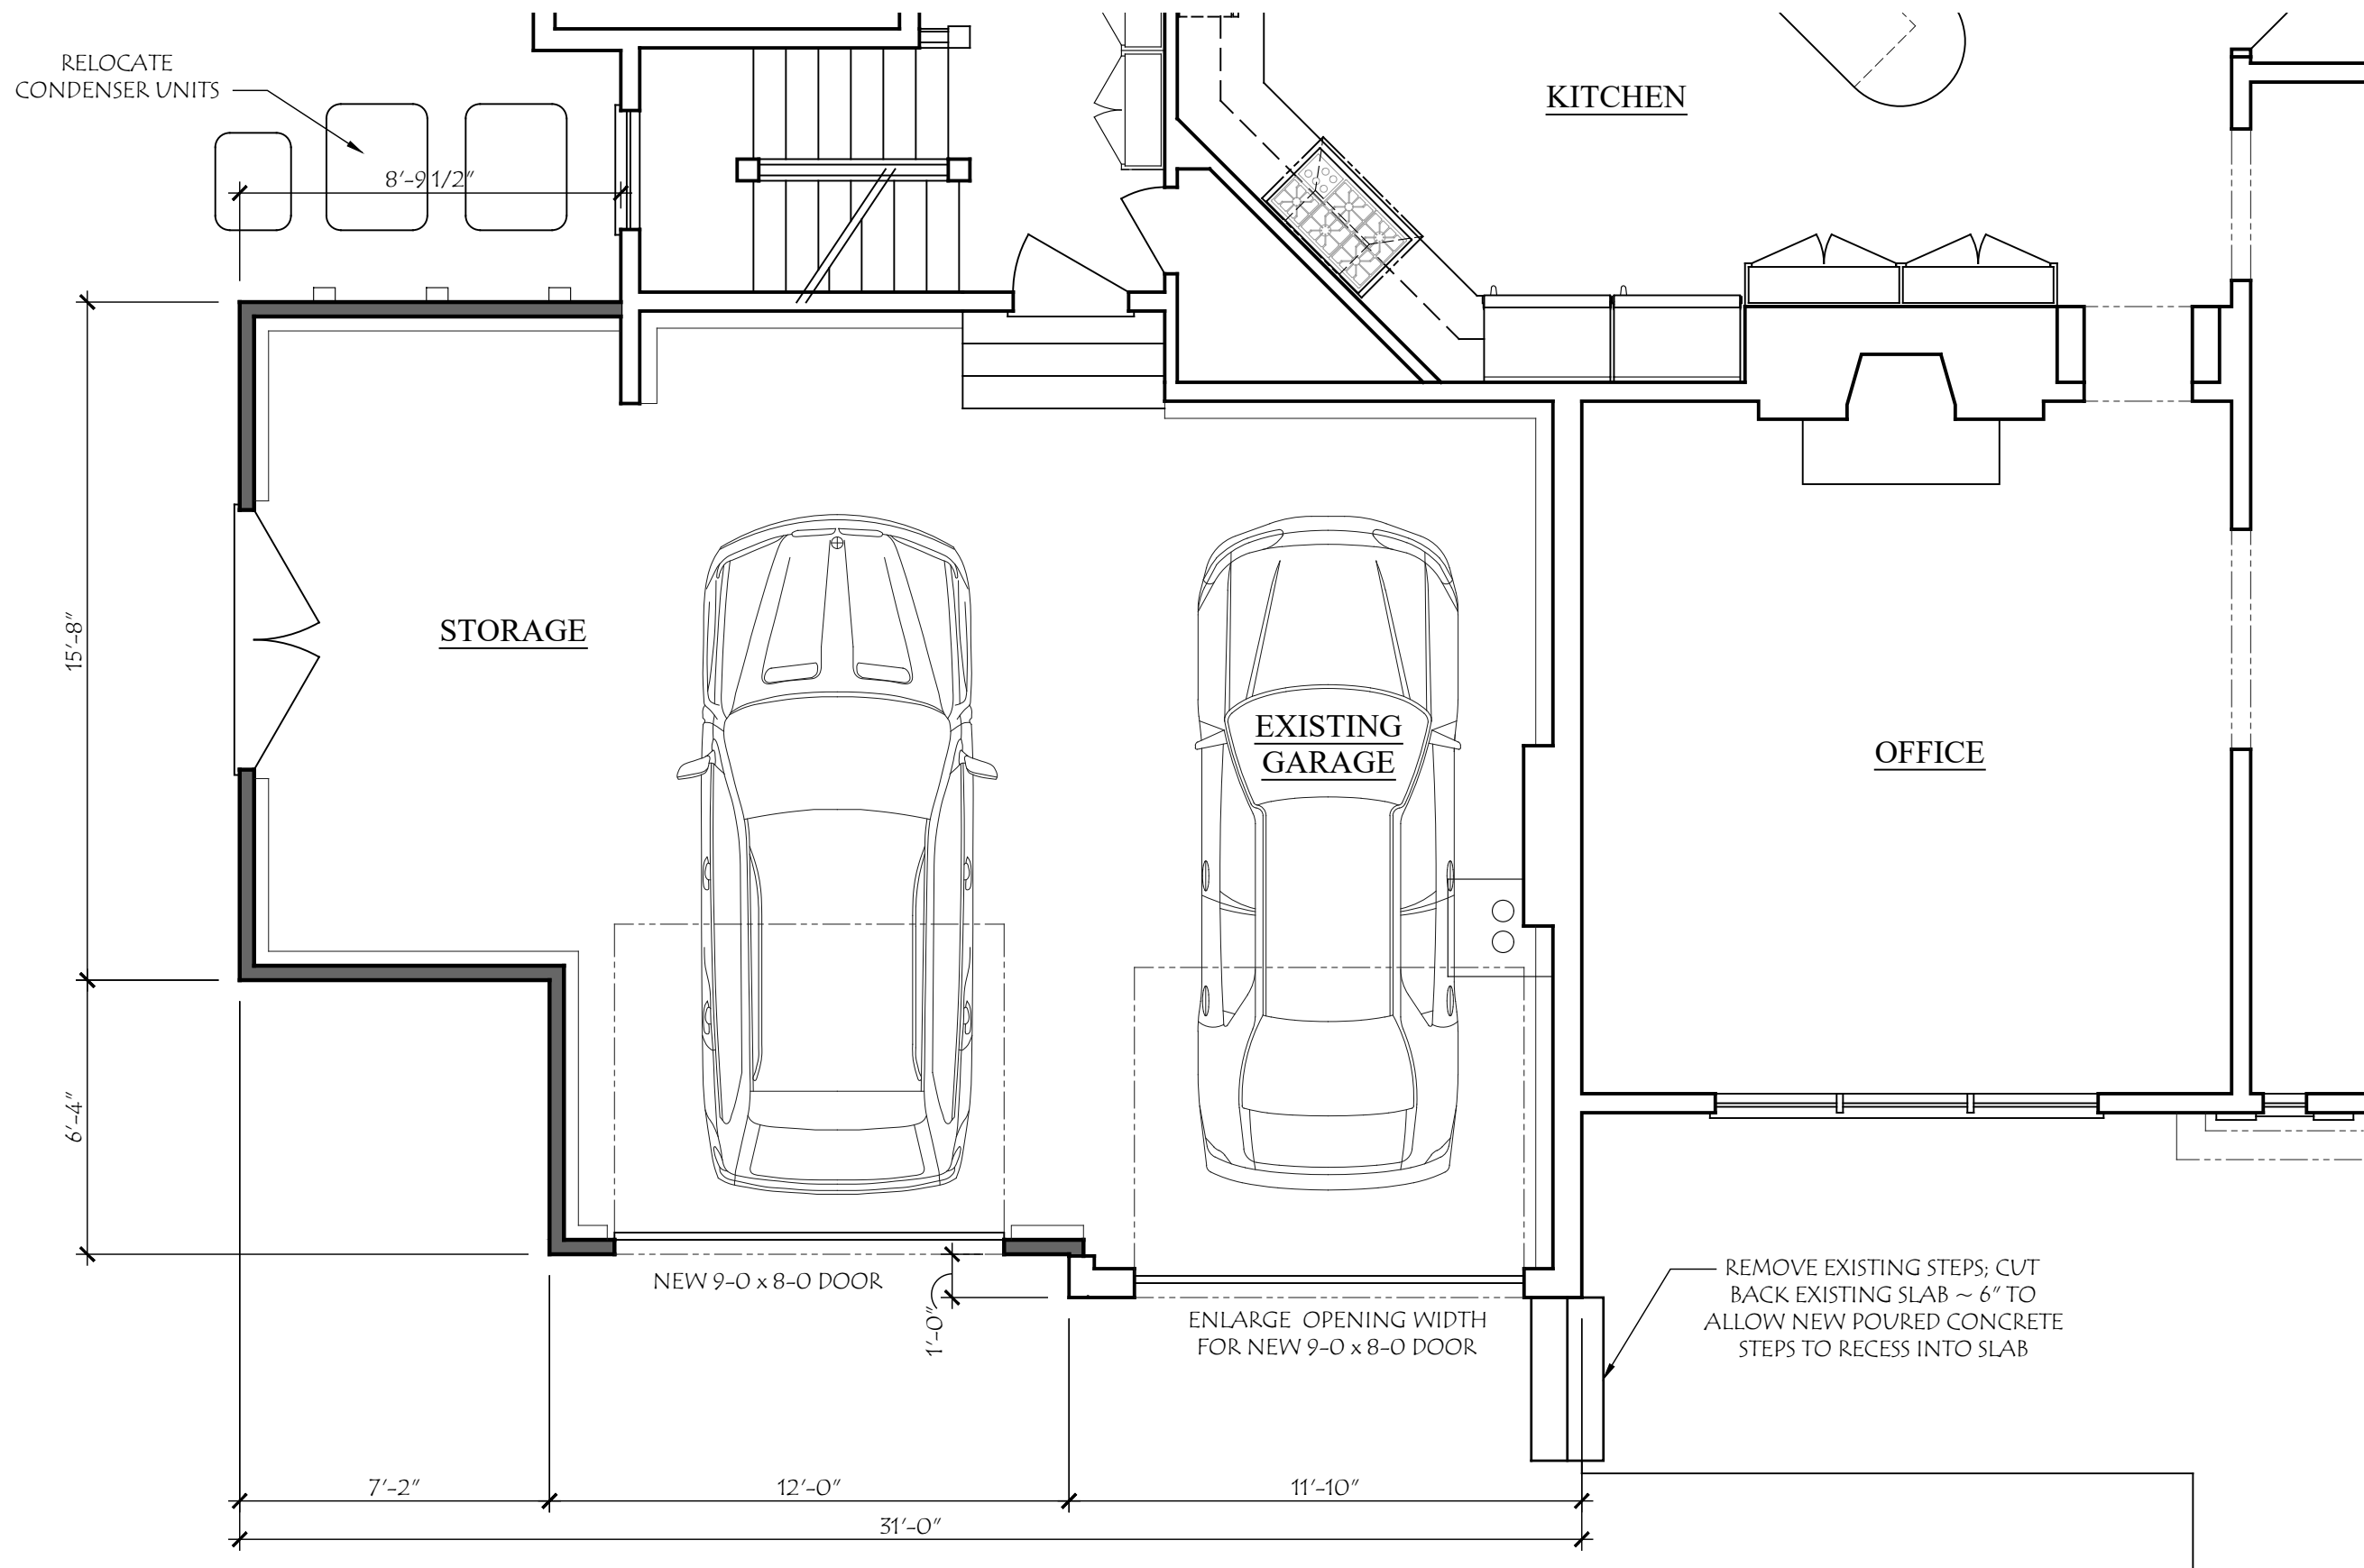 RELOCATE
CONDENSER UNITS
8'-9 1/2"
KITCHEN
15'-8"
STORAGE
EXISTING
GARAGE
OFFICE
6'-4"
NEW 9-0 x 8-0 DOOR
1'-0"
ENLARGE OPENING WIDTH
FOR NEW 9-0 x 8-0 DOOR
REMOVE EXISTING STEPS; CUT
BACK EXISTING SLAB ~ 6" TO
ALLOW NEW POURED CONCRETE
STEPS TO RECESS INTO SLAB
7'-2"
12'-0"
11'-10"
31'-0"